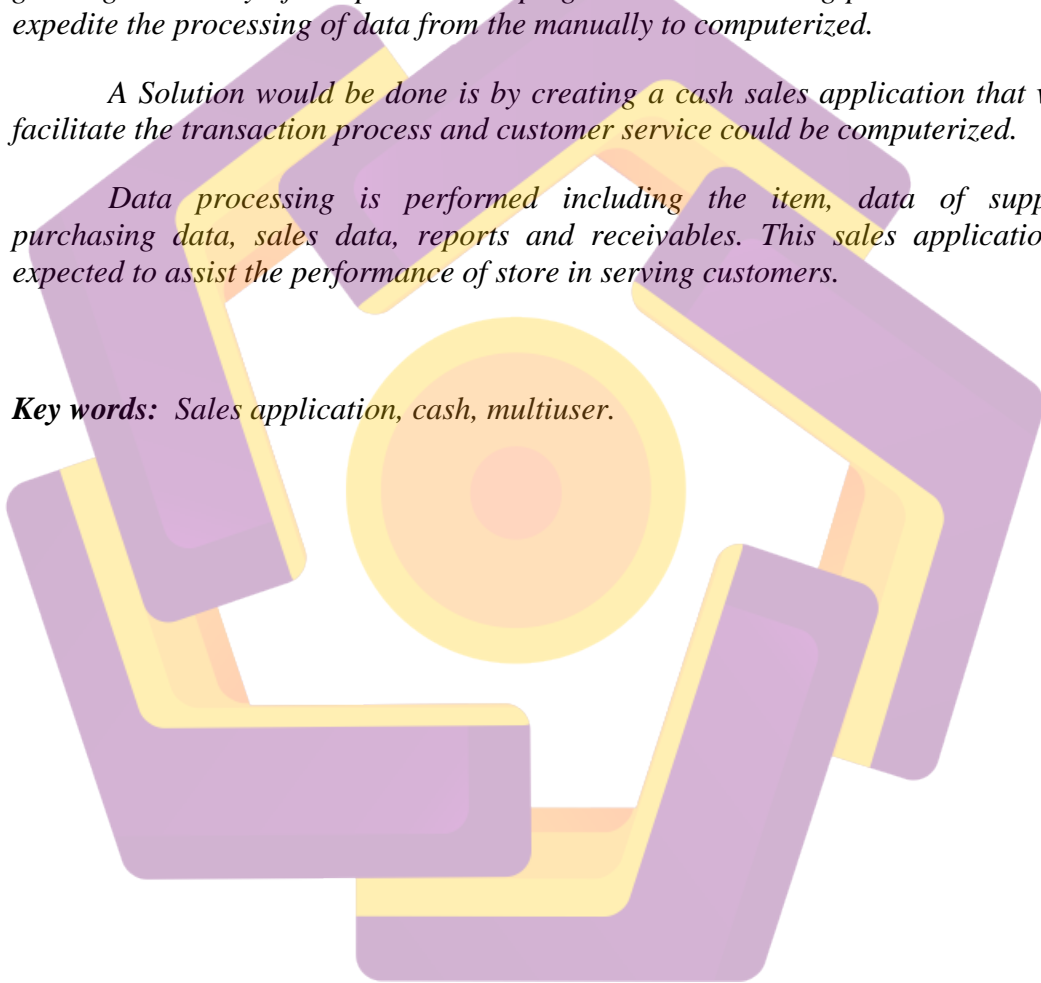 expedite the processing of data from the manually to computerized.
A Solution would be done is by creating a cash sales application that
facilitate the transaction process and customer service could be computerized.
Data processing is performed including the item, data of
purchasing data, sales data, reports and receivables. This sales
expected to assist the performance of store in serving customers.
Key words: Sales application, cash, multiuser.